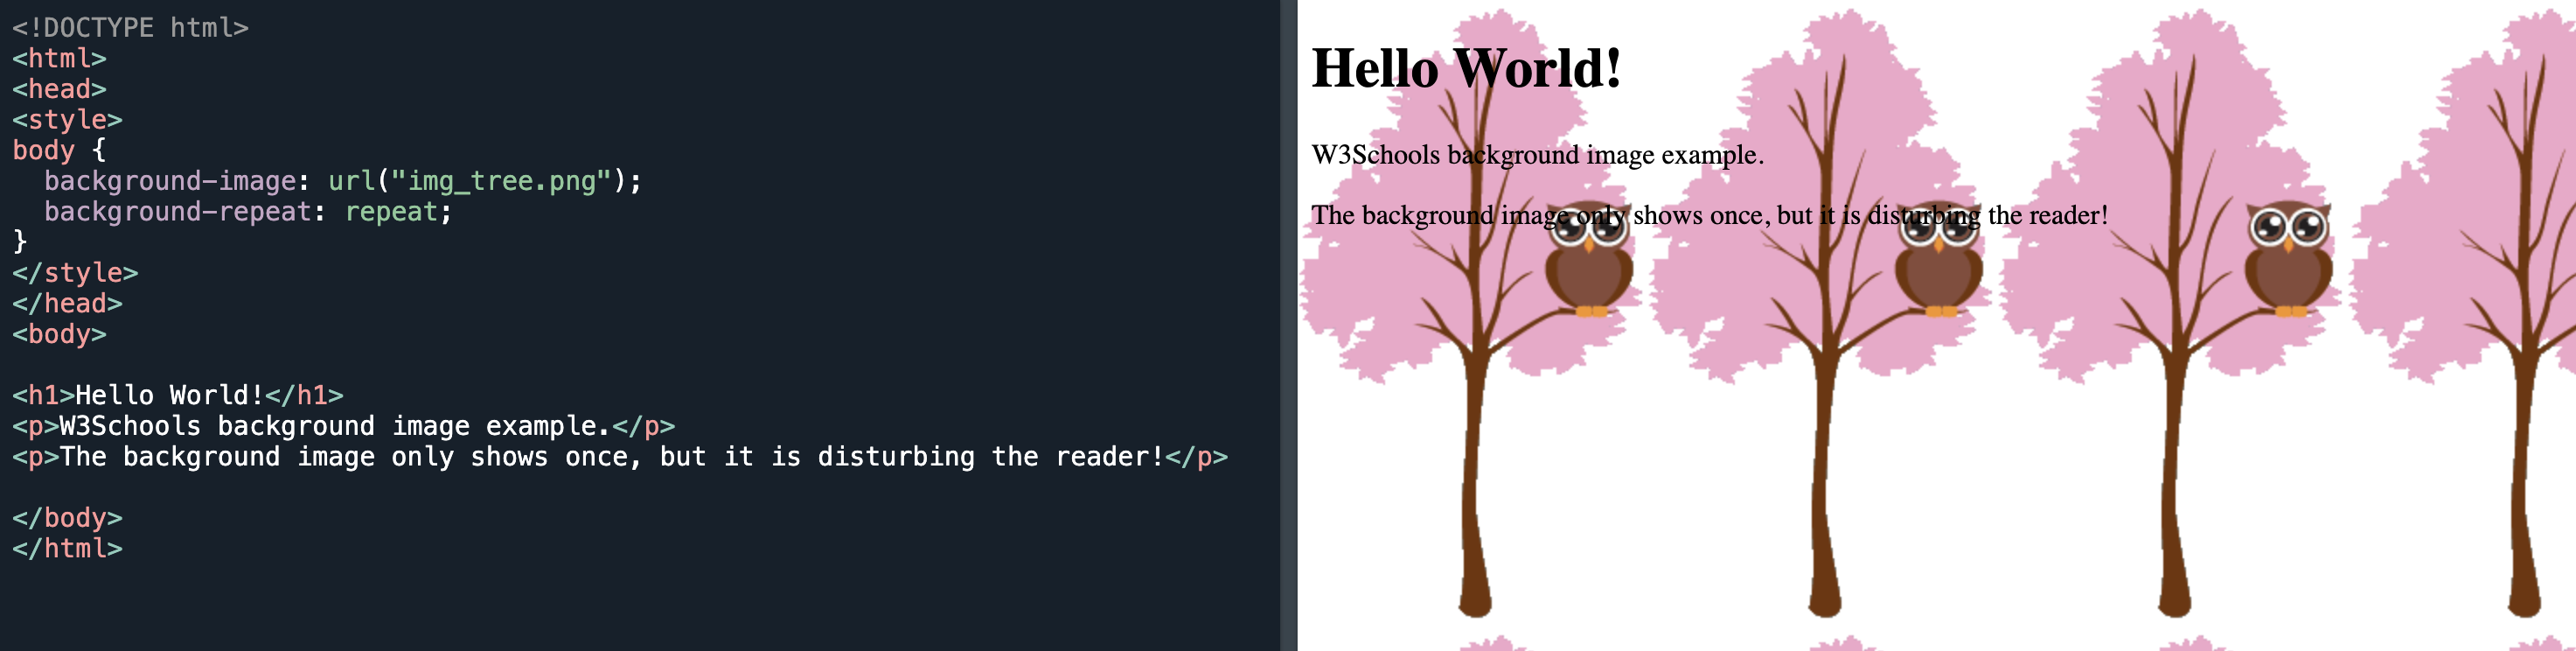 <!DOCTYPE html>
<html>
<head>
<style>
body {
  background-image: url("img_tree.png");
  background-repeat: repeat;
}
</style>
</head>
<body>

<h1>Hello World!</h1>
<p>W3Schools background image example.</p>
<p>The background image only shows once, but it is disturbing the reader!</p>

</body>
</html>
Hello World!
W3Schools background image example.
The background image only shows once, but it is disturbing the reader!